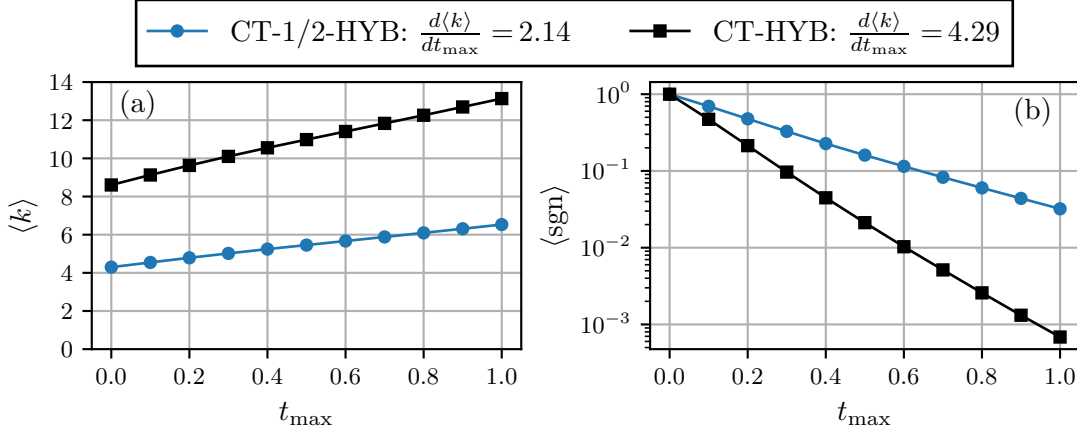 CT-1/2-HYB: d⟨k⟩/dt_max = 2.14 CT-HYB: d⟨k⟩/dt_max = 4.29
(a)
14
12
10
8
6
4
2
0
⟨k⟩
0.0 0.2 0.4 0.6 0.8 1.0
t_max
(b)
10^0
10^−1
10^−2
10^−3
⟨sgn⟩
0.0 0.2 0.4 0.6 0.8 1.0
t_max